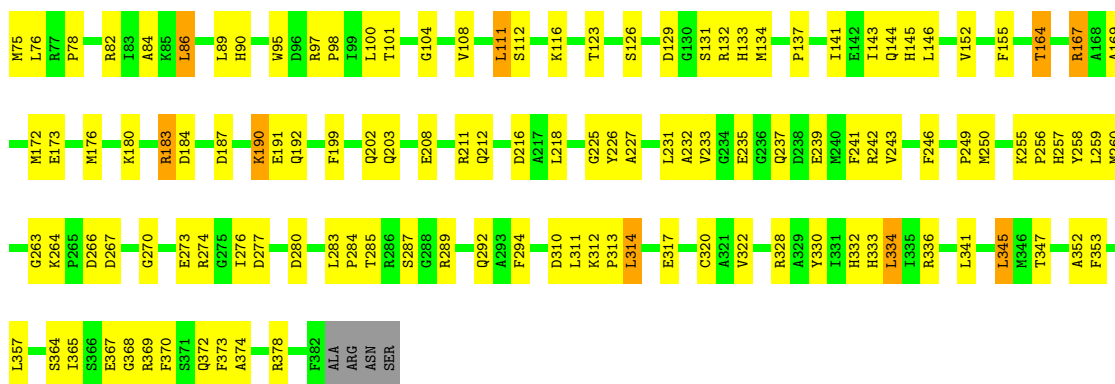 M75 L76 R77 P78 R82 I83 A84 K85 L86 L89 H90 W95 D96 R97 P98 I99 L100 T101 G104 V108 L111 S112 K116 T123 S126 D129 G130 S131 R132 H133 M134 P137 I141 E142 I143 Q144 H145 L146 V152 F155 T164 R167 A168 A169
M172 E173 M176 K180 R183 D184 D187 K190 E191 Q192 F199 Q202 Q203 E208 R211 Q212 D216 A217 L218 G225 Y226 A227 L231 A232 V233 G234 E235 G236 Q237 D238 E239 M240 F241 R242 V243 F246 P249 M250 K255 P256 H257 Y258 L259 M260
G263 K264 P265 D266 D267 G270 E273 R274 G275 I276 D277 D280 L283 P284 T285 R286 S287 G288 R289 Q292 A293 F294 D310 L311 K312 P313 L314 E317 C320 A321 V322 R328 A329 Y330 I331 H332 H333 L334 I335 R336 L341 L345 M346 T347 A352 F353
L357 S364 I365 S366 E367 G368 R369 F370 S371 Q372 F373 A374 R378 F382 ALA ARG ASN SER